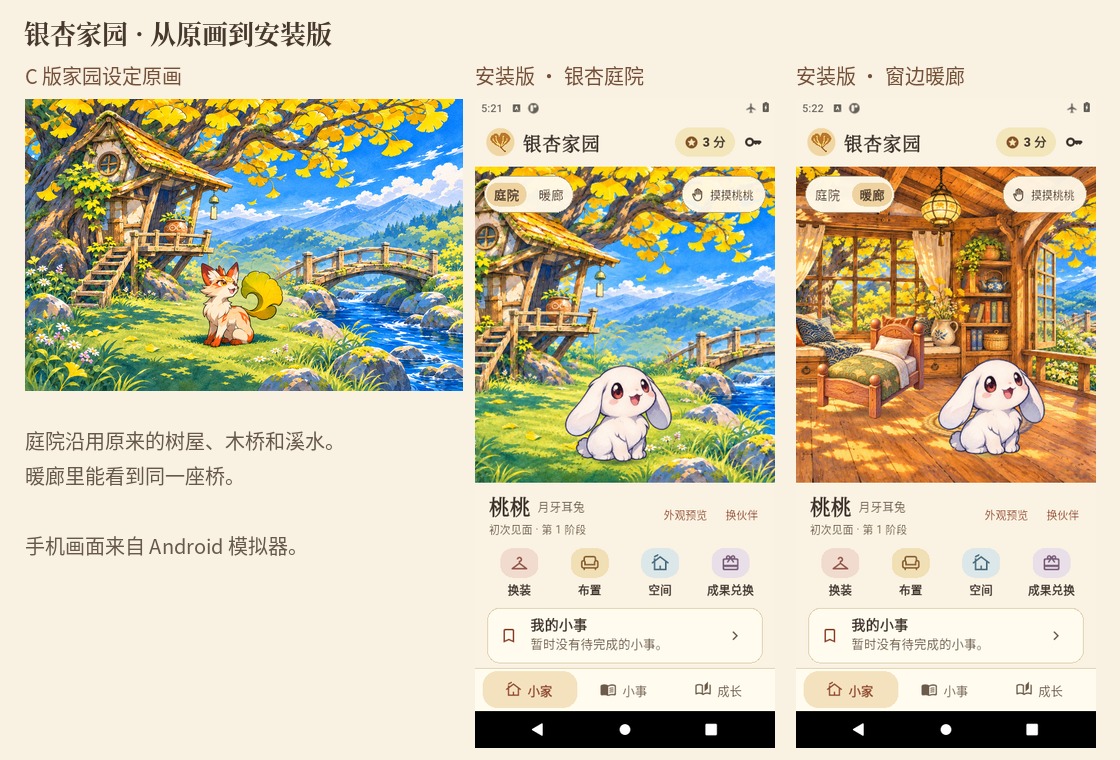 银杏家园 · 从原画到安装版
C 版家园设定原画
庭院沿用原来的树屋、木桥和溪水。
暖廊里能看到同一座桥。
手机画面来自 Android 模拟器。
安装版 · 银杏庭院
5:21
银杏家园
3 分
庭院 暖廊
摸摸桃桃
桃桃 月牙耳兔
外观预览 换伙伴
初次见面 · 第 1 阶段
换装 布置 空间 成果兑换
我的小事
暂时没有待完成的小事。
小家 小事 成长
安装版 · 窗边暖廊
5:22
银杏家园
3 分
庭院 暖廊
摸摸桃桃
桃桃 月牙耳兔
外观预览 换伙伴
初次见面 · 第 1 阶段
换装 布置 空间 成果兑换
我的小事
暂时没有待完成的小事。
小家 小事 成长